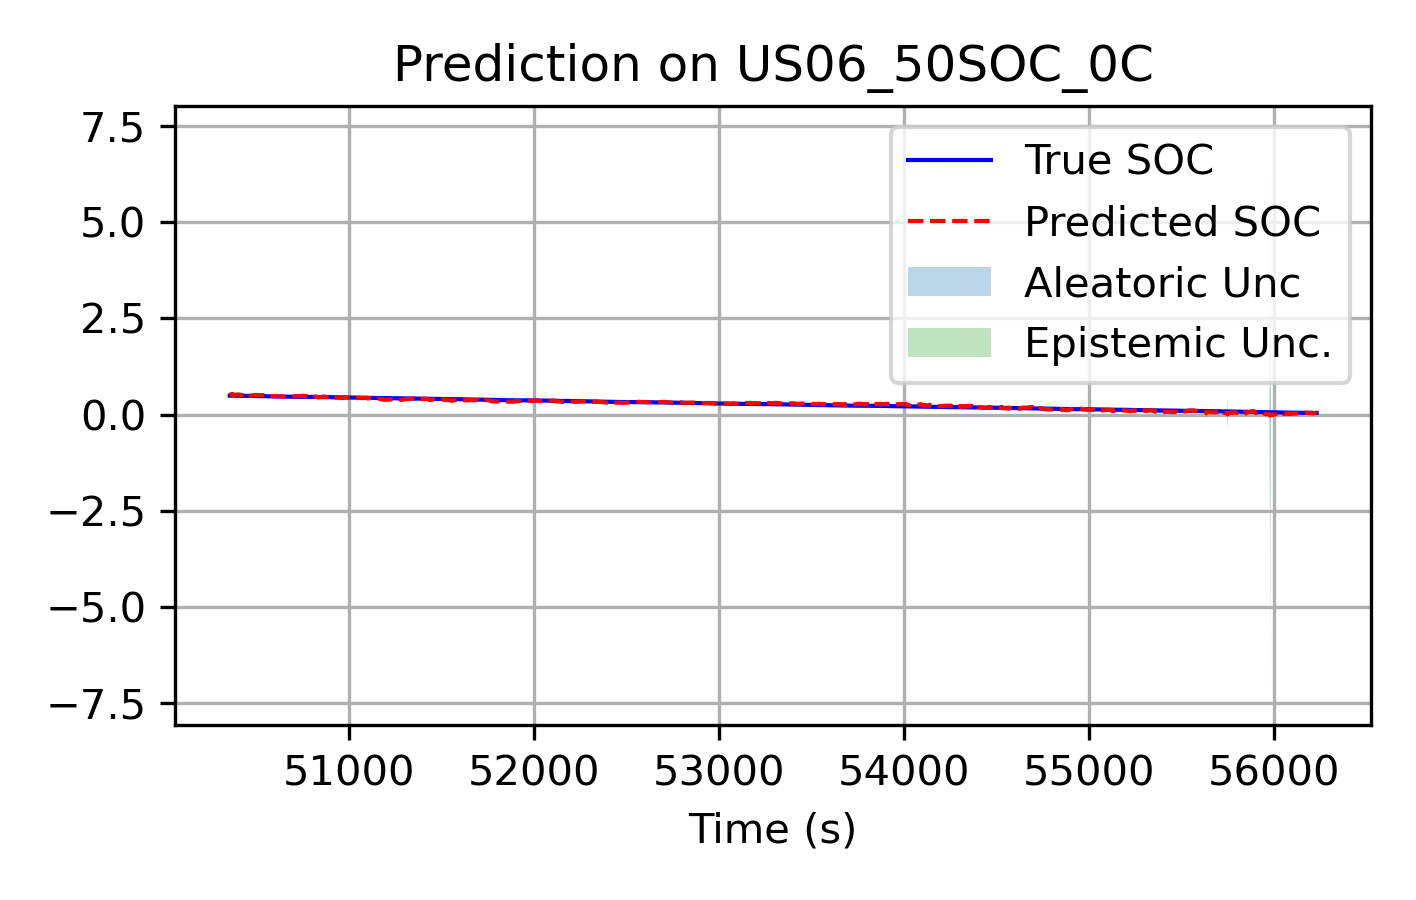 Prediction on US06_50SOC_0C
7.5
5.0
2.5
0.0
−2.5
−5.0
−7.5
True SOC
Predicted SOC
Aleatoric Unc
Epistemic Unc.
51000 52000 53000 54000 55000 56000
Time (s)